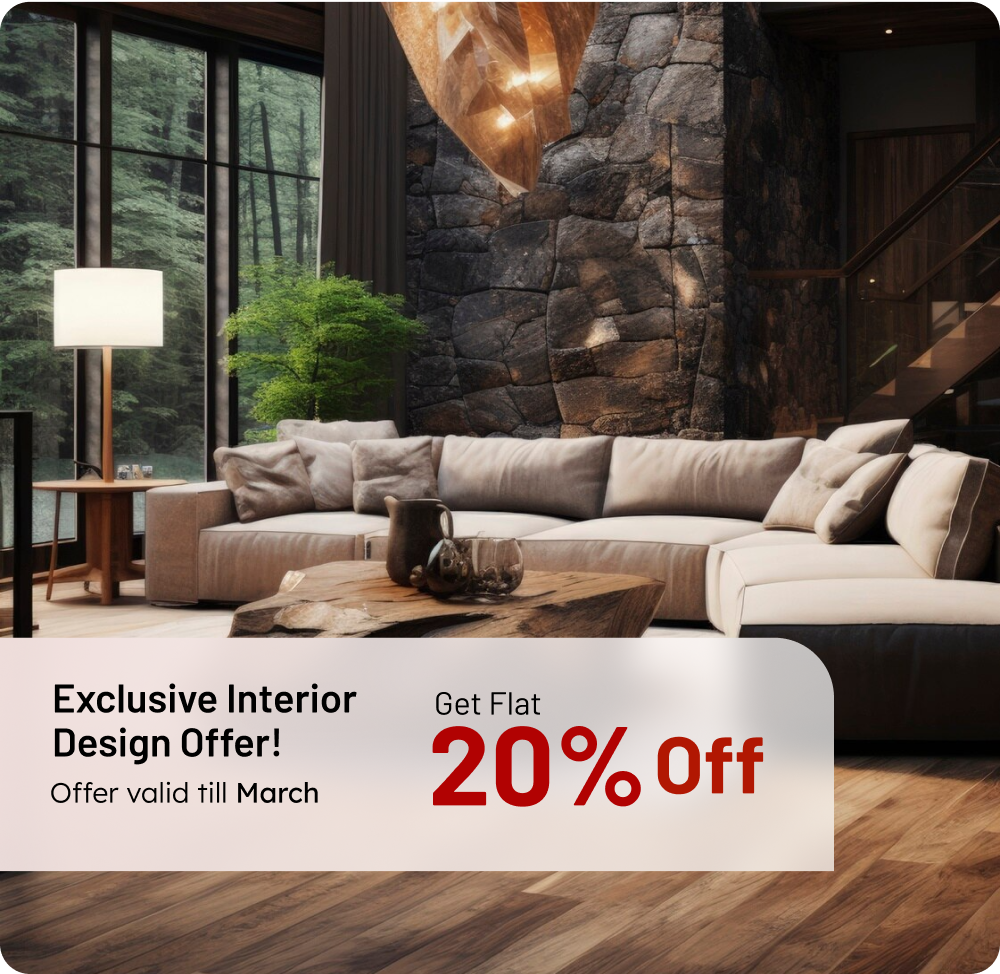 Exclusive Interior
Design Offer!
Offer valid till March
Get Flat
20% Off